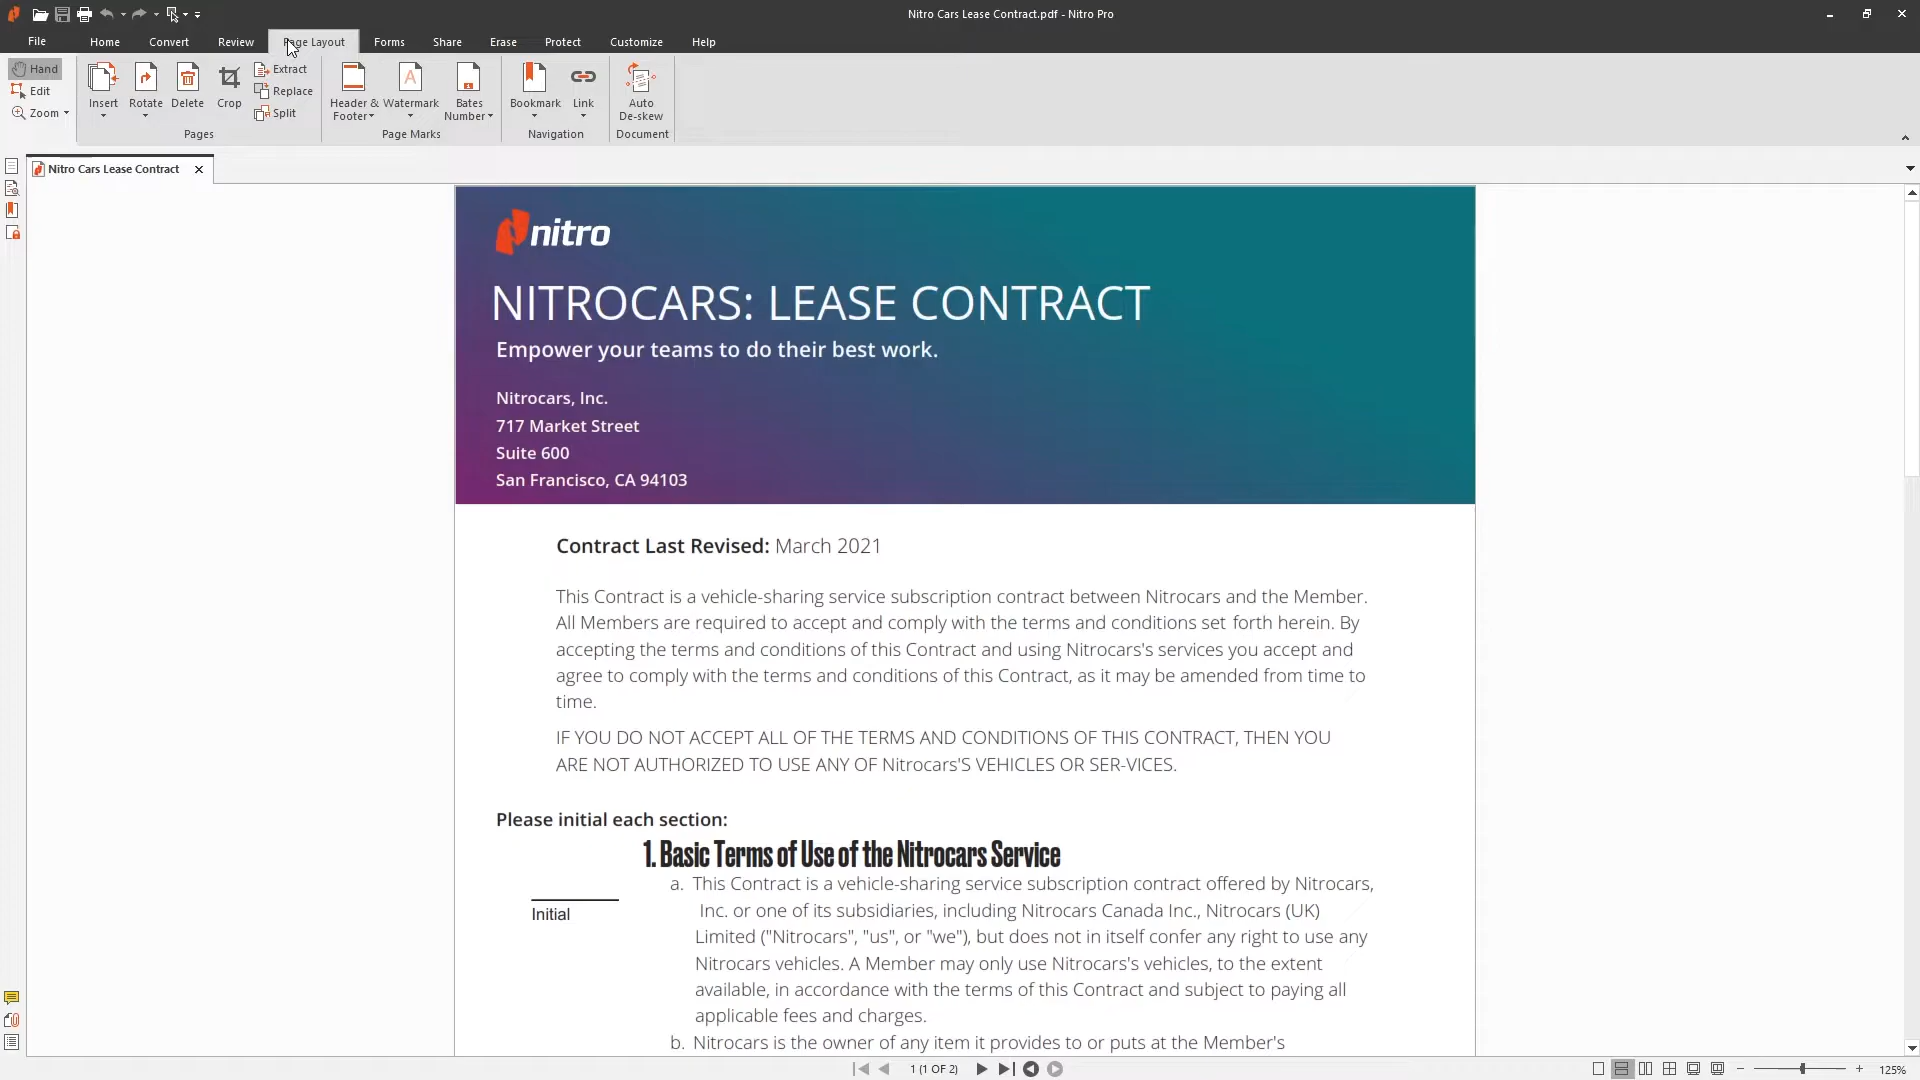 Nitro Cars Lease Contract.pdf - Nitro Pro
File
Home
Convert
Review
Page Layout
Forms
Share
Erase
Protect
Customize
Help
Hand
Edit
Zoom
Insert
Rotate
Delete
Crop
Extract
Replace
Split
Pages
Header & Footer
Watermark
Bates Number
Page Marks
Bookmark
Link
Navigation
Auto De-skew
Document
Nitro Cars Lease Contract
nitro
NITROCARS: LEASE CONTRACT
Empower your teams to do their best work.
Nitrocars, Inc.
717 Market Street
Suite 600
San Francisco, CA 94103
Contract Last Revised: March 2021
This Contract is a vehicle-sharing service subscription contract between Nitrocars and the Member.
All Members are required to accept and comply with the terms and conditions set forth herein. By
accepting the terms and conditions of this Contract and using Nitrocars's services you accept and
agree to comply with the terms and conditions of this Contract, as it may be amended from time to
time.
IF YOU DO NOT ACCEPT ALL OF THE TERMS AND CONDITIONS OF THIS CONTRACT, THEN YOU
ARE NOT AUTHORIZED TO USE ANY OF Nitrocars'S VEHICLES OR SER-VICES.
Please initial each section:
1. Basic Terms of Use of the Nitrocars Service
Initial
a. This Contract is a vehicle-sharing service subscription contract offered by Nitrocars,
Inc. or one of its subsidiaries, including Nitrocars Canada Inc., Nitrocars (UK)
Limited ("Nitrocars", "us", or "we"), but does not in itself confer any right to use any
Nitrocars vehicles. A Member may only use Nitrocars's vehicles, to the extent
available, in accordance with the terms of this Contract and subject to paying all
applicable fees and charges.
b. Nitrocars is the owner of any item it provides to or puts at the Member's
1 (1 OF 2)
125%